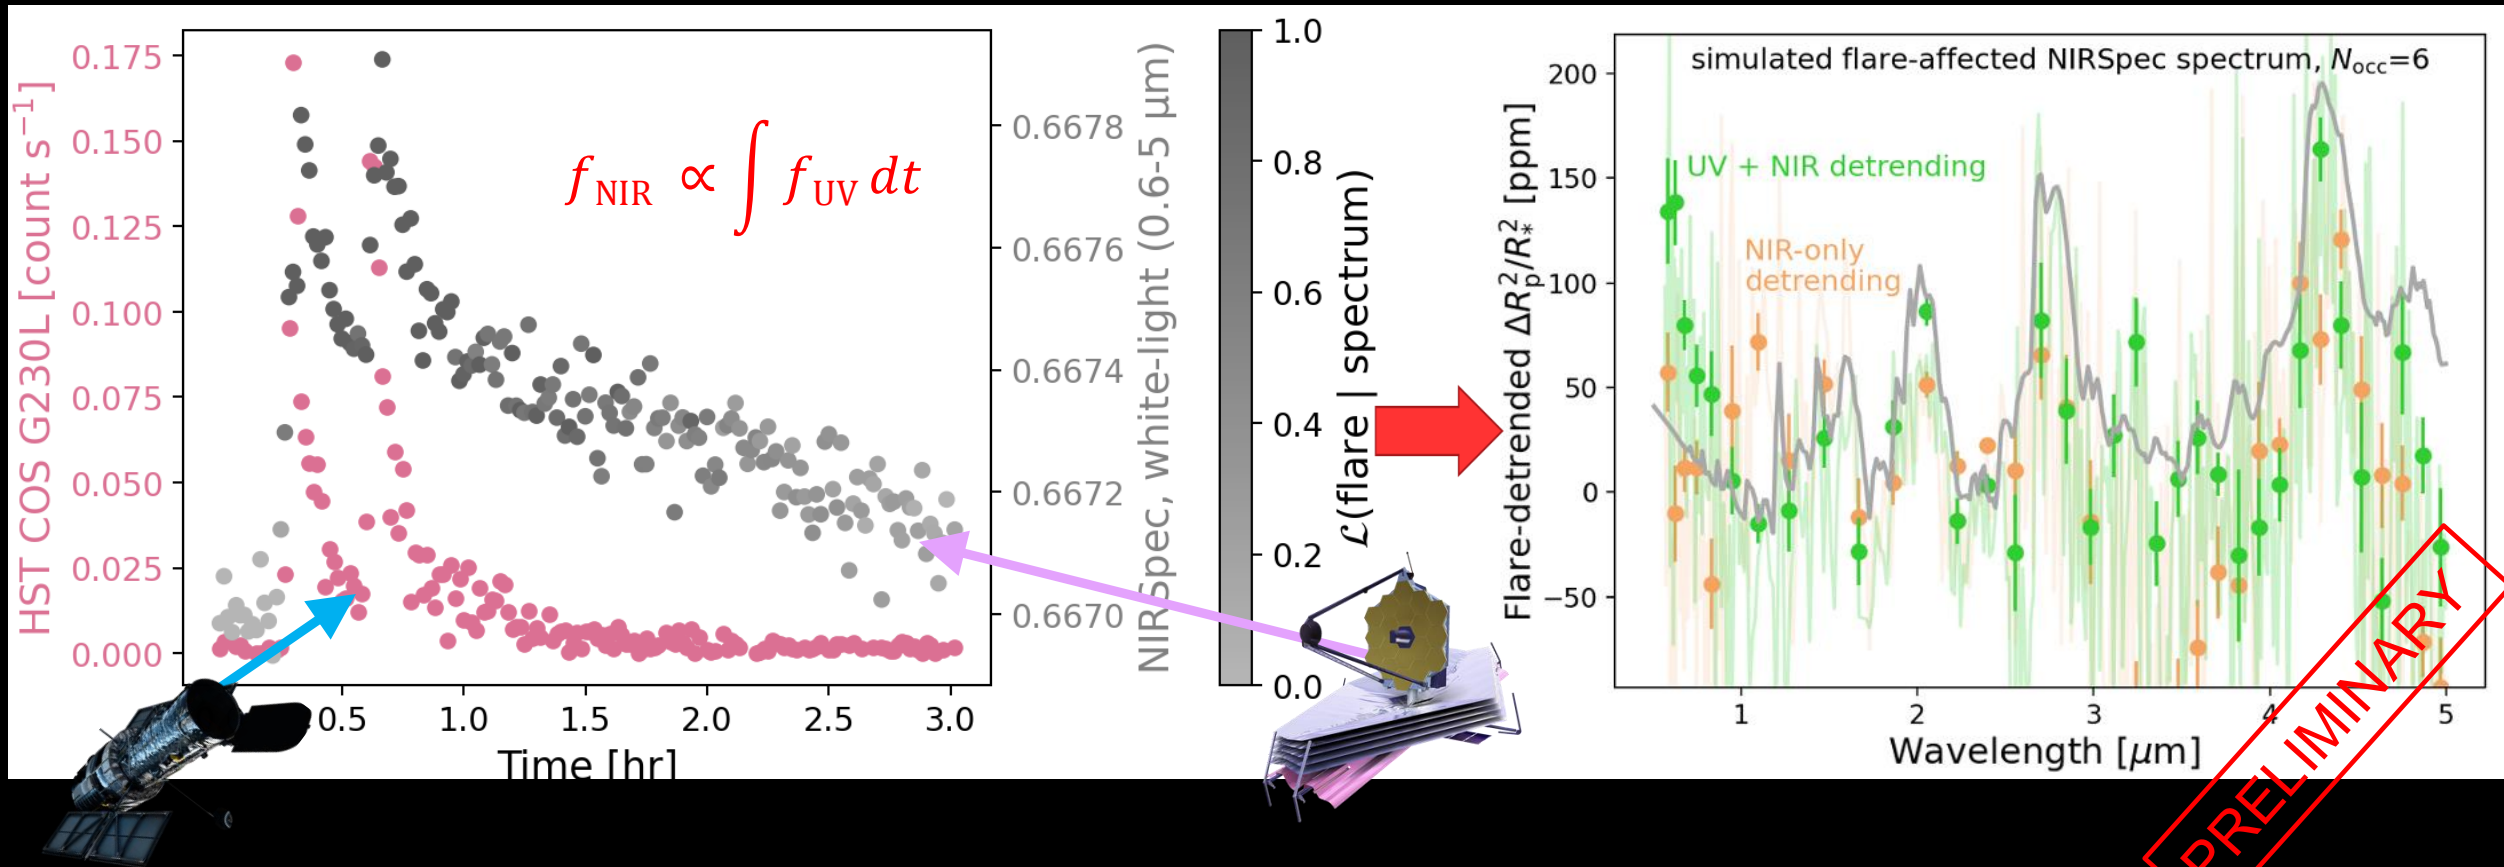 HST COS G230L [count s⁻¹]
0.175
0.150
0.125
0.100
0.075
0.050
0.025
0.000
f NIR ∝ ∫ f UV dt
0.5 1.0 1.5 2.0 2.5 3.0
Time [hr]
0.6678
0.6676
0.6674
0.6672
0.6670
NIRSpec, white-light (0.6-5 μm)
1.0
0.8
0.6
0.4
0.2
0.0
ℒ(flare | spectrum)
Flare-detrended ΔR_p²/R_*² [ppm]
200
150
100
50
0
−50
simulated flare-affected NIRSpec spectrum, N_occ=6
UV + NIR detrending
NIR-only
detrending
1 2 3 4 5
Wavelength [μm]
PRELIMINARY